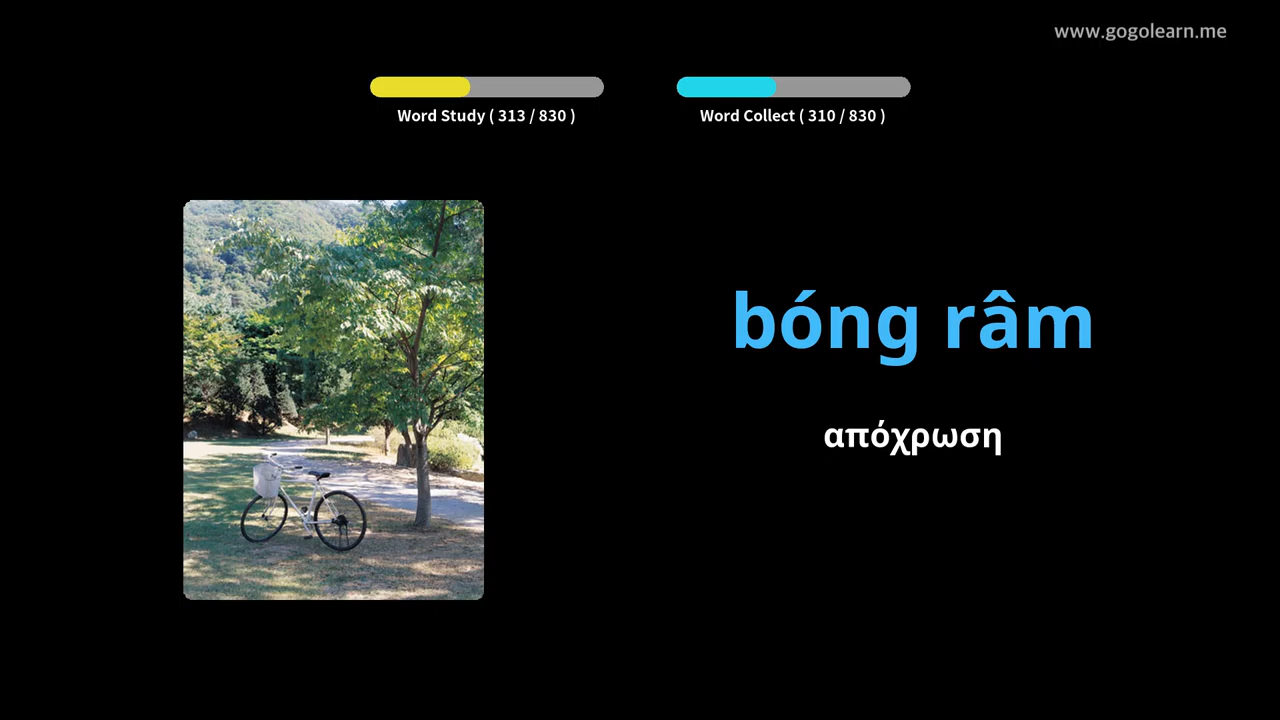 www.gogolearn.me
Word Study ( 313 / 830 )
Word Collect ( 310 / 830 )
bóng râm
απόχρωση